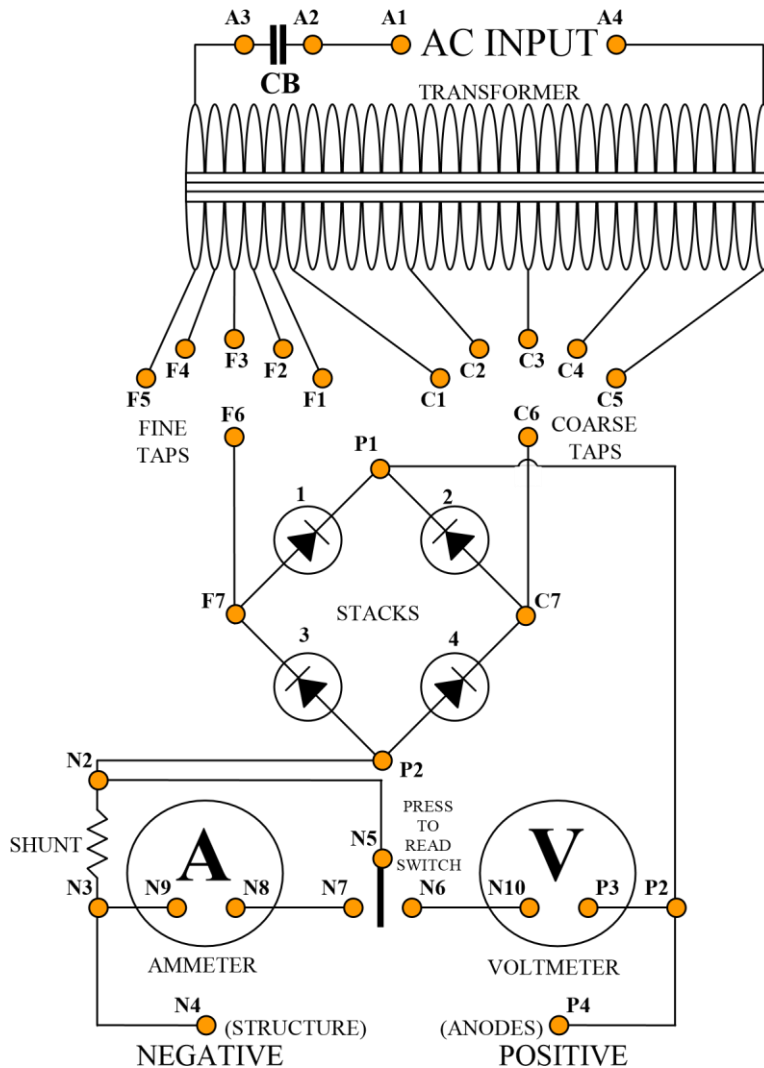 A3 A2 A1 AC INPUT A4
CB
TRANSFORMER
F5 F4 F3 F2 F1 C1 C2 C3 C4 C5
FINE
TAPS
F6
C6
COARSE
TAPS
P1
1 2
F7 STACKS C7
3 4
P2
N2
SHUNT
N3 N9 A N8 N7
AMMETER
N5
PRESS
TO
READ
SWITCH
N6 N10 V P3 P2
VOLTMETER
N4 (STRUCTURE)
NEGATIVE
(ANODES) P4
POSITIVE